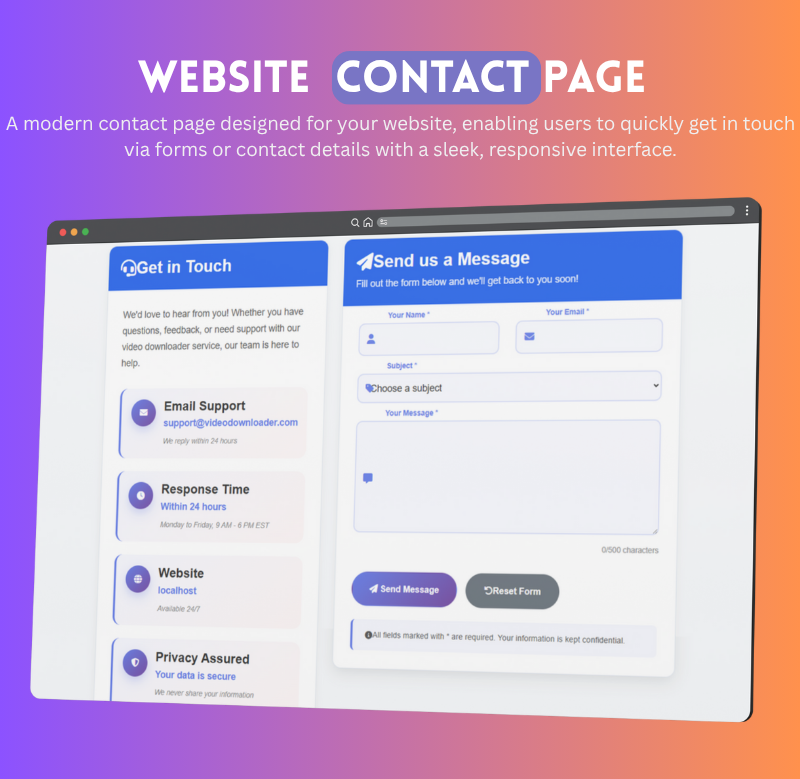 WEBSITE CONTACT PAGE
A modern contact page designed for your website, enabling users to quickly get in touch
via forms or contact details with a sleek, responsive interface.
Get in Touch
We'd love to hear from you! Whether you have
questions, feedback, or need support with our
video downloader service, our team is here to
help.
Email Support
support@videodownloader.com
We reply within 24 hours
Response Time
Within 24 hours
Monday to Friday, 9 AM - 6 PM EST
Website
localhost
Available 24/7
Privacy Assured
Your data is secure
We never share your information
Send us a Message
Fill out the form below and we'll get back to you soon!
Your Name *
Your Email *
Subject *
Choose a subject
Your Message *
0/500 characters
Send Message
Reset Form
All fields marked with * are required. Your information is kept confidential.